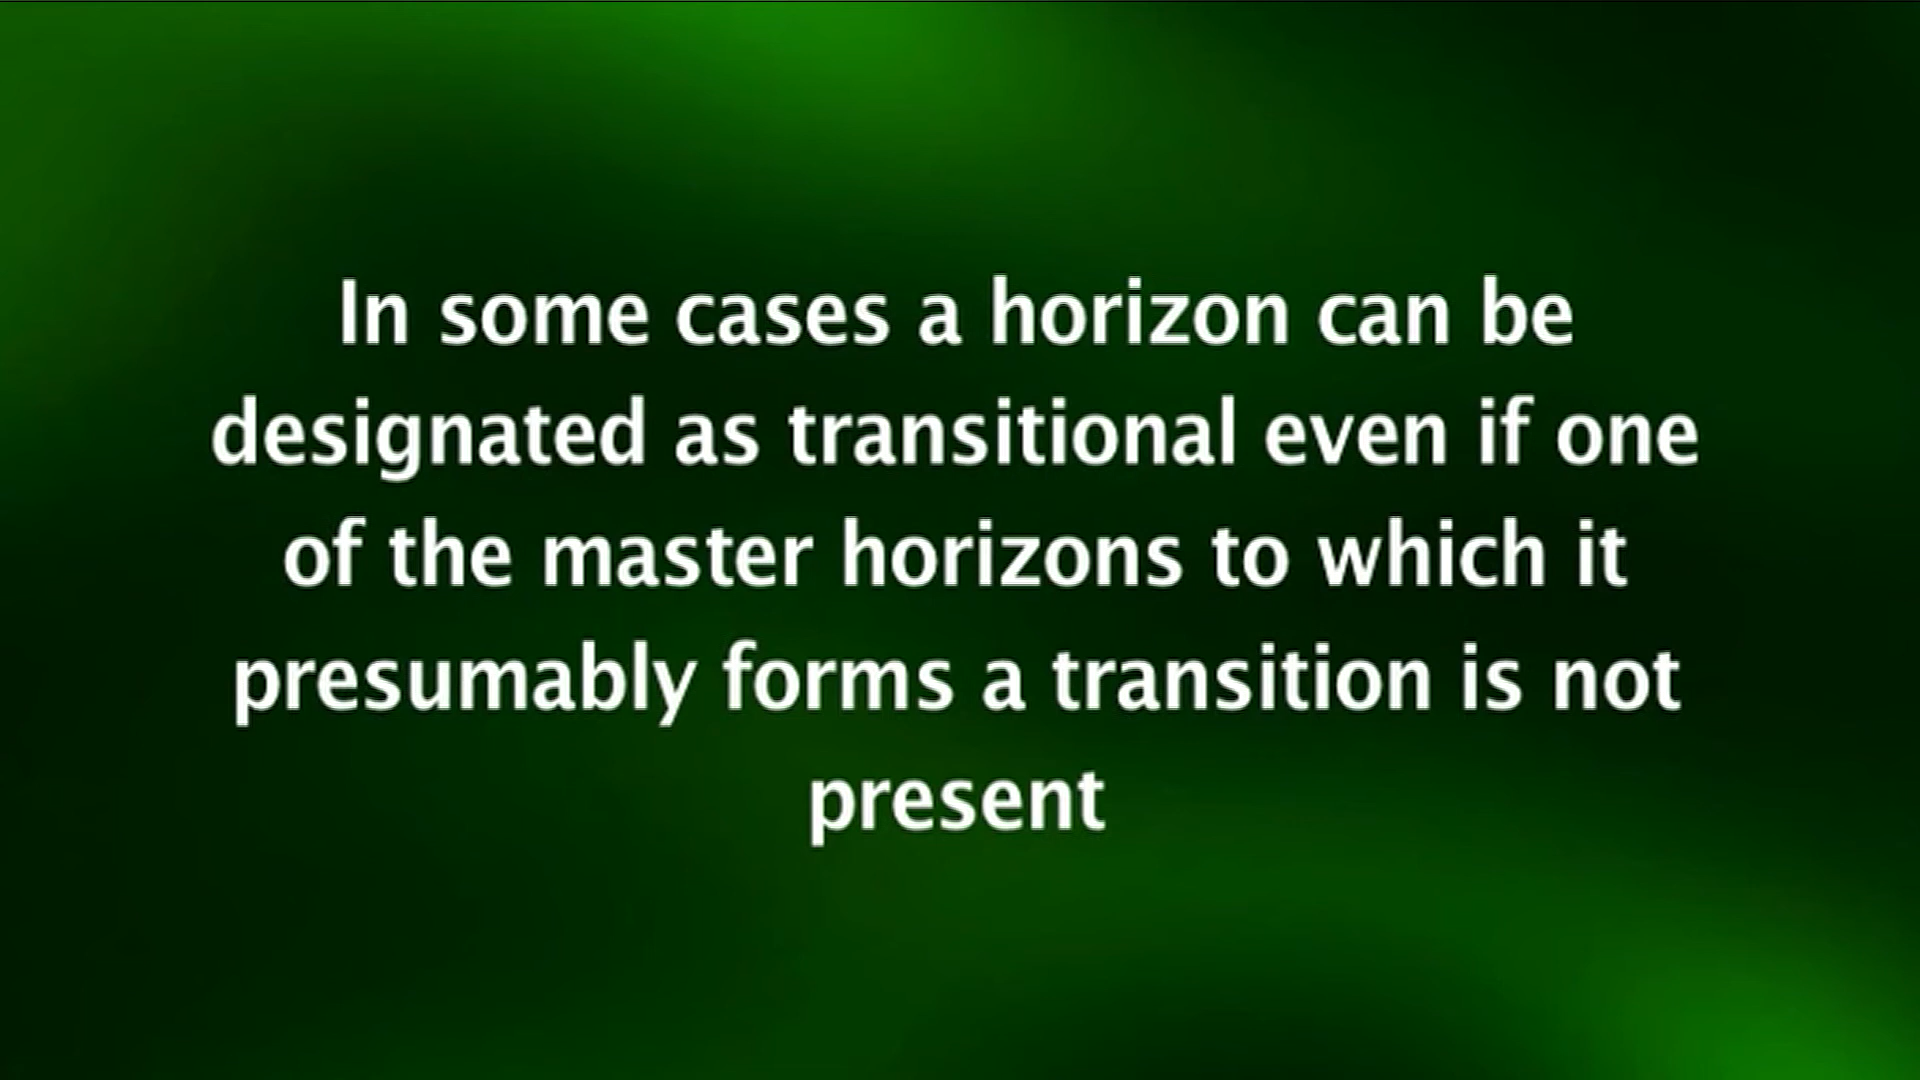 In some cases a horizon can be
designated as transitional even if one
of the master horizons to which it
presumably forms a transition is not
present